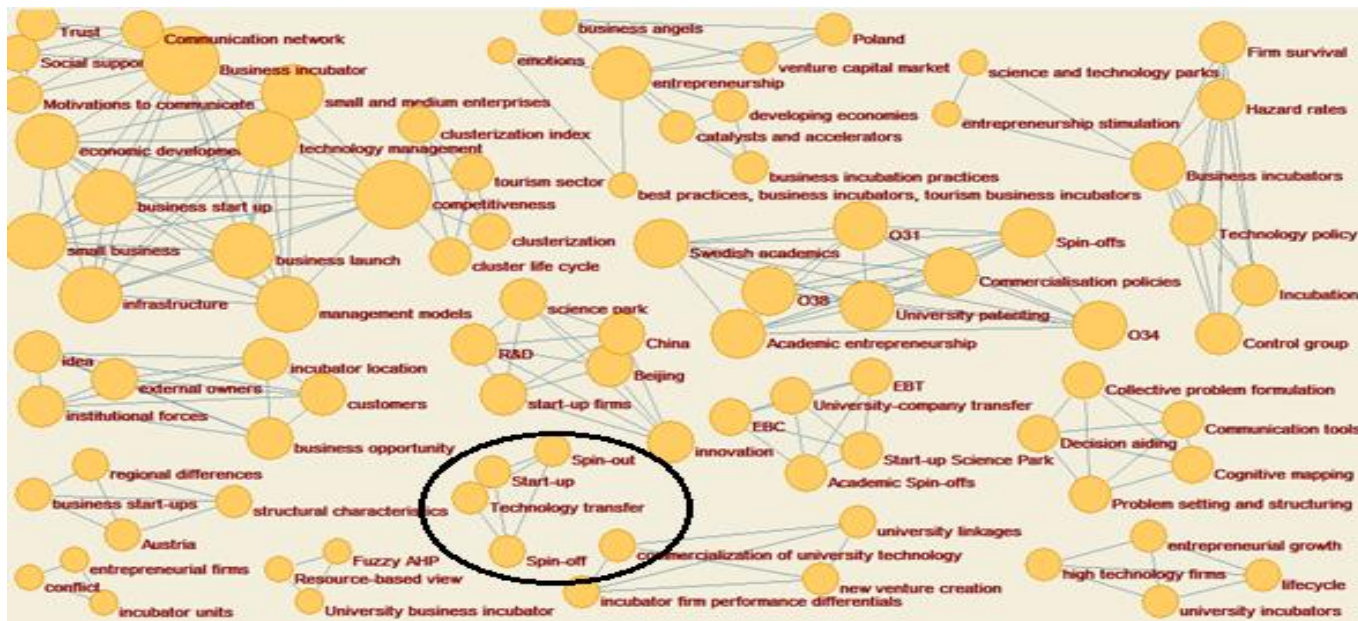 Trust
Communication network
Social suppor
Business incubator
Motivations to communicate
small and medium enterprises
economic developme
technology management
clusterization index
tourism sector
business start up
competitiveness
clusterization
small business
business launch
cluster life cycle
infrastructure
management models
business angels
Poland
emotions
venture capital market
entrepreneurship
developing economies
catalysts and accelerators
business incubation practices
best practices, business incubators, tourism business incubators
Firm survival
science and technology parks
Hazard rates
entrepreneurship stimulation
Business incubators
Technology policy
Incubation
Control group
O31
Spin-offs
Swedish academics
Commercialisation policies
O38
University patenting
O34
Academic entrepreneurship
science park
China
R&D
Beijing
start-up firms
innovation
idea
incubator location
external owners
customers
institutional forces
business opportunity
EBT
University-company transfer
EBC
Start-up Science Park
Academic Spin-offs
Collective problem formulation
Communication tools
Decision aiding
Cognitive mapping
Problem setting and structuring
regional differences
business start-ups
structural characteristics
Austria
Spin-out
Start-up
Technology transfer
Spin-off
university linkages
commercialization of university technology
new venture creation
incubator firm performance differentials
entrepreneurial growth
high technology firms
lifecycle
university incubators
entrepreneurial firms
conflict
incubator units
Fuzzy AHP
Resource-based view
University business incubator